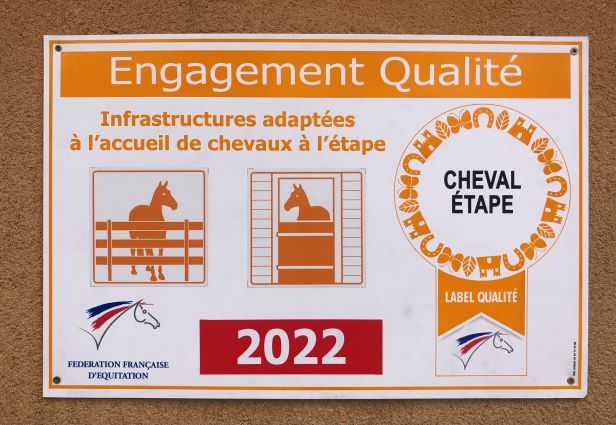 Engagement Qualité
Infrastructures adaptées
à l'accueil de chevaux à l'étape
CHEVAL
ÉTAPE
LABEL QUALITÉ
2022
FEDERATION FRANÇAISE
D'EQUITATION